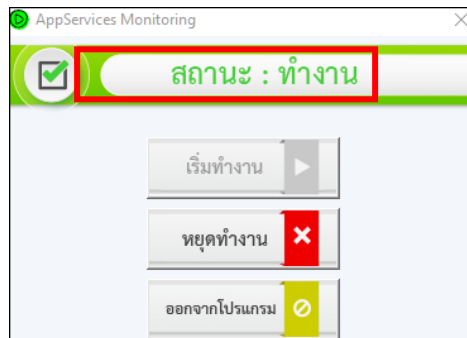 AppServices Monitoring
สถานะ : ทำงาน
เริ่มทำงาน
หยุดทำงาน
ออกจากโปรแกรม